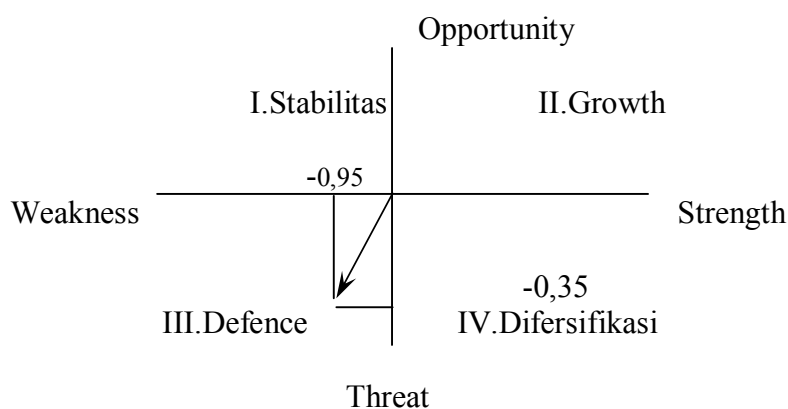 Opportunity
I.Stabilitas
II.Growth
-0,95
Weakness
Strength
-0,35
III.Defence
IV.Difersifikasi
Threat